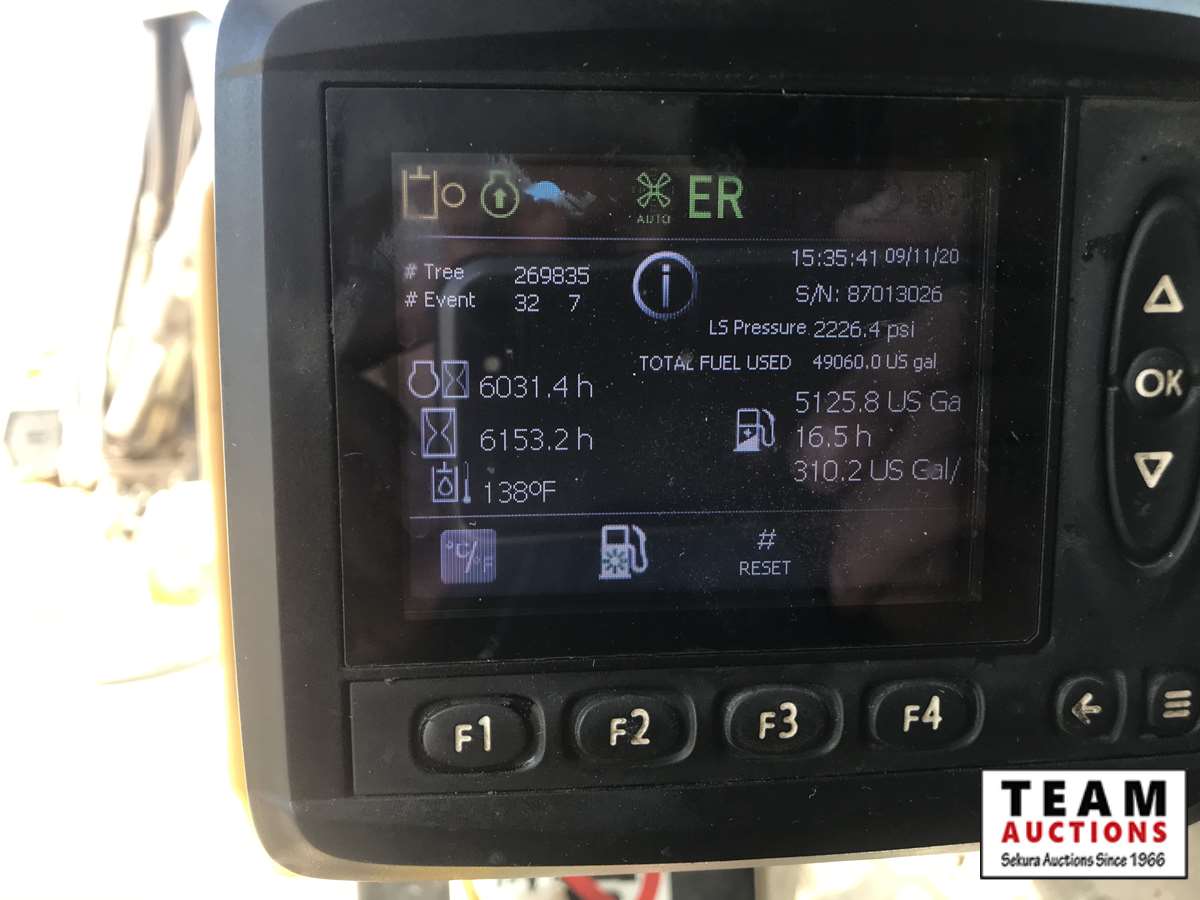 AUTO
ER
# Tree 269835
# Event 32 7
15:35:41 09/11/20
S/N: 87013026
LS Pressure 2226.4 psi
TOTAL FUEL USED 49060.0 US gal
6031.4 h
5125.8 US Ga
6153.2 h
16.5 h
310.2 US Gal/
138ºF
°C/°F
#
RESET
OK
F1
F2
F3
F4
TEAM
AUCTIONS
Sekura Auctions Since 1966